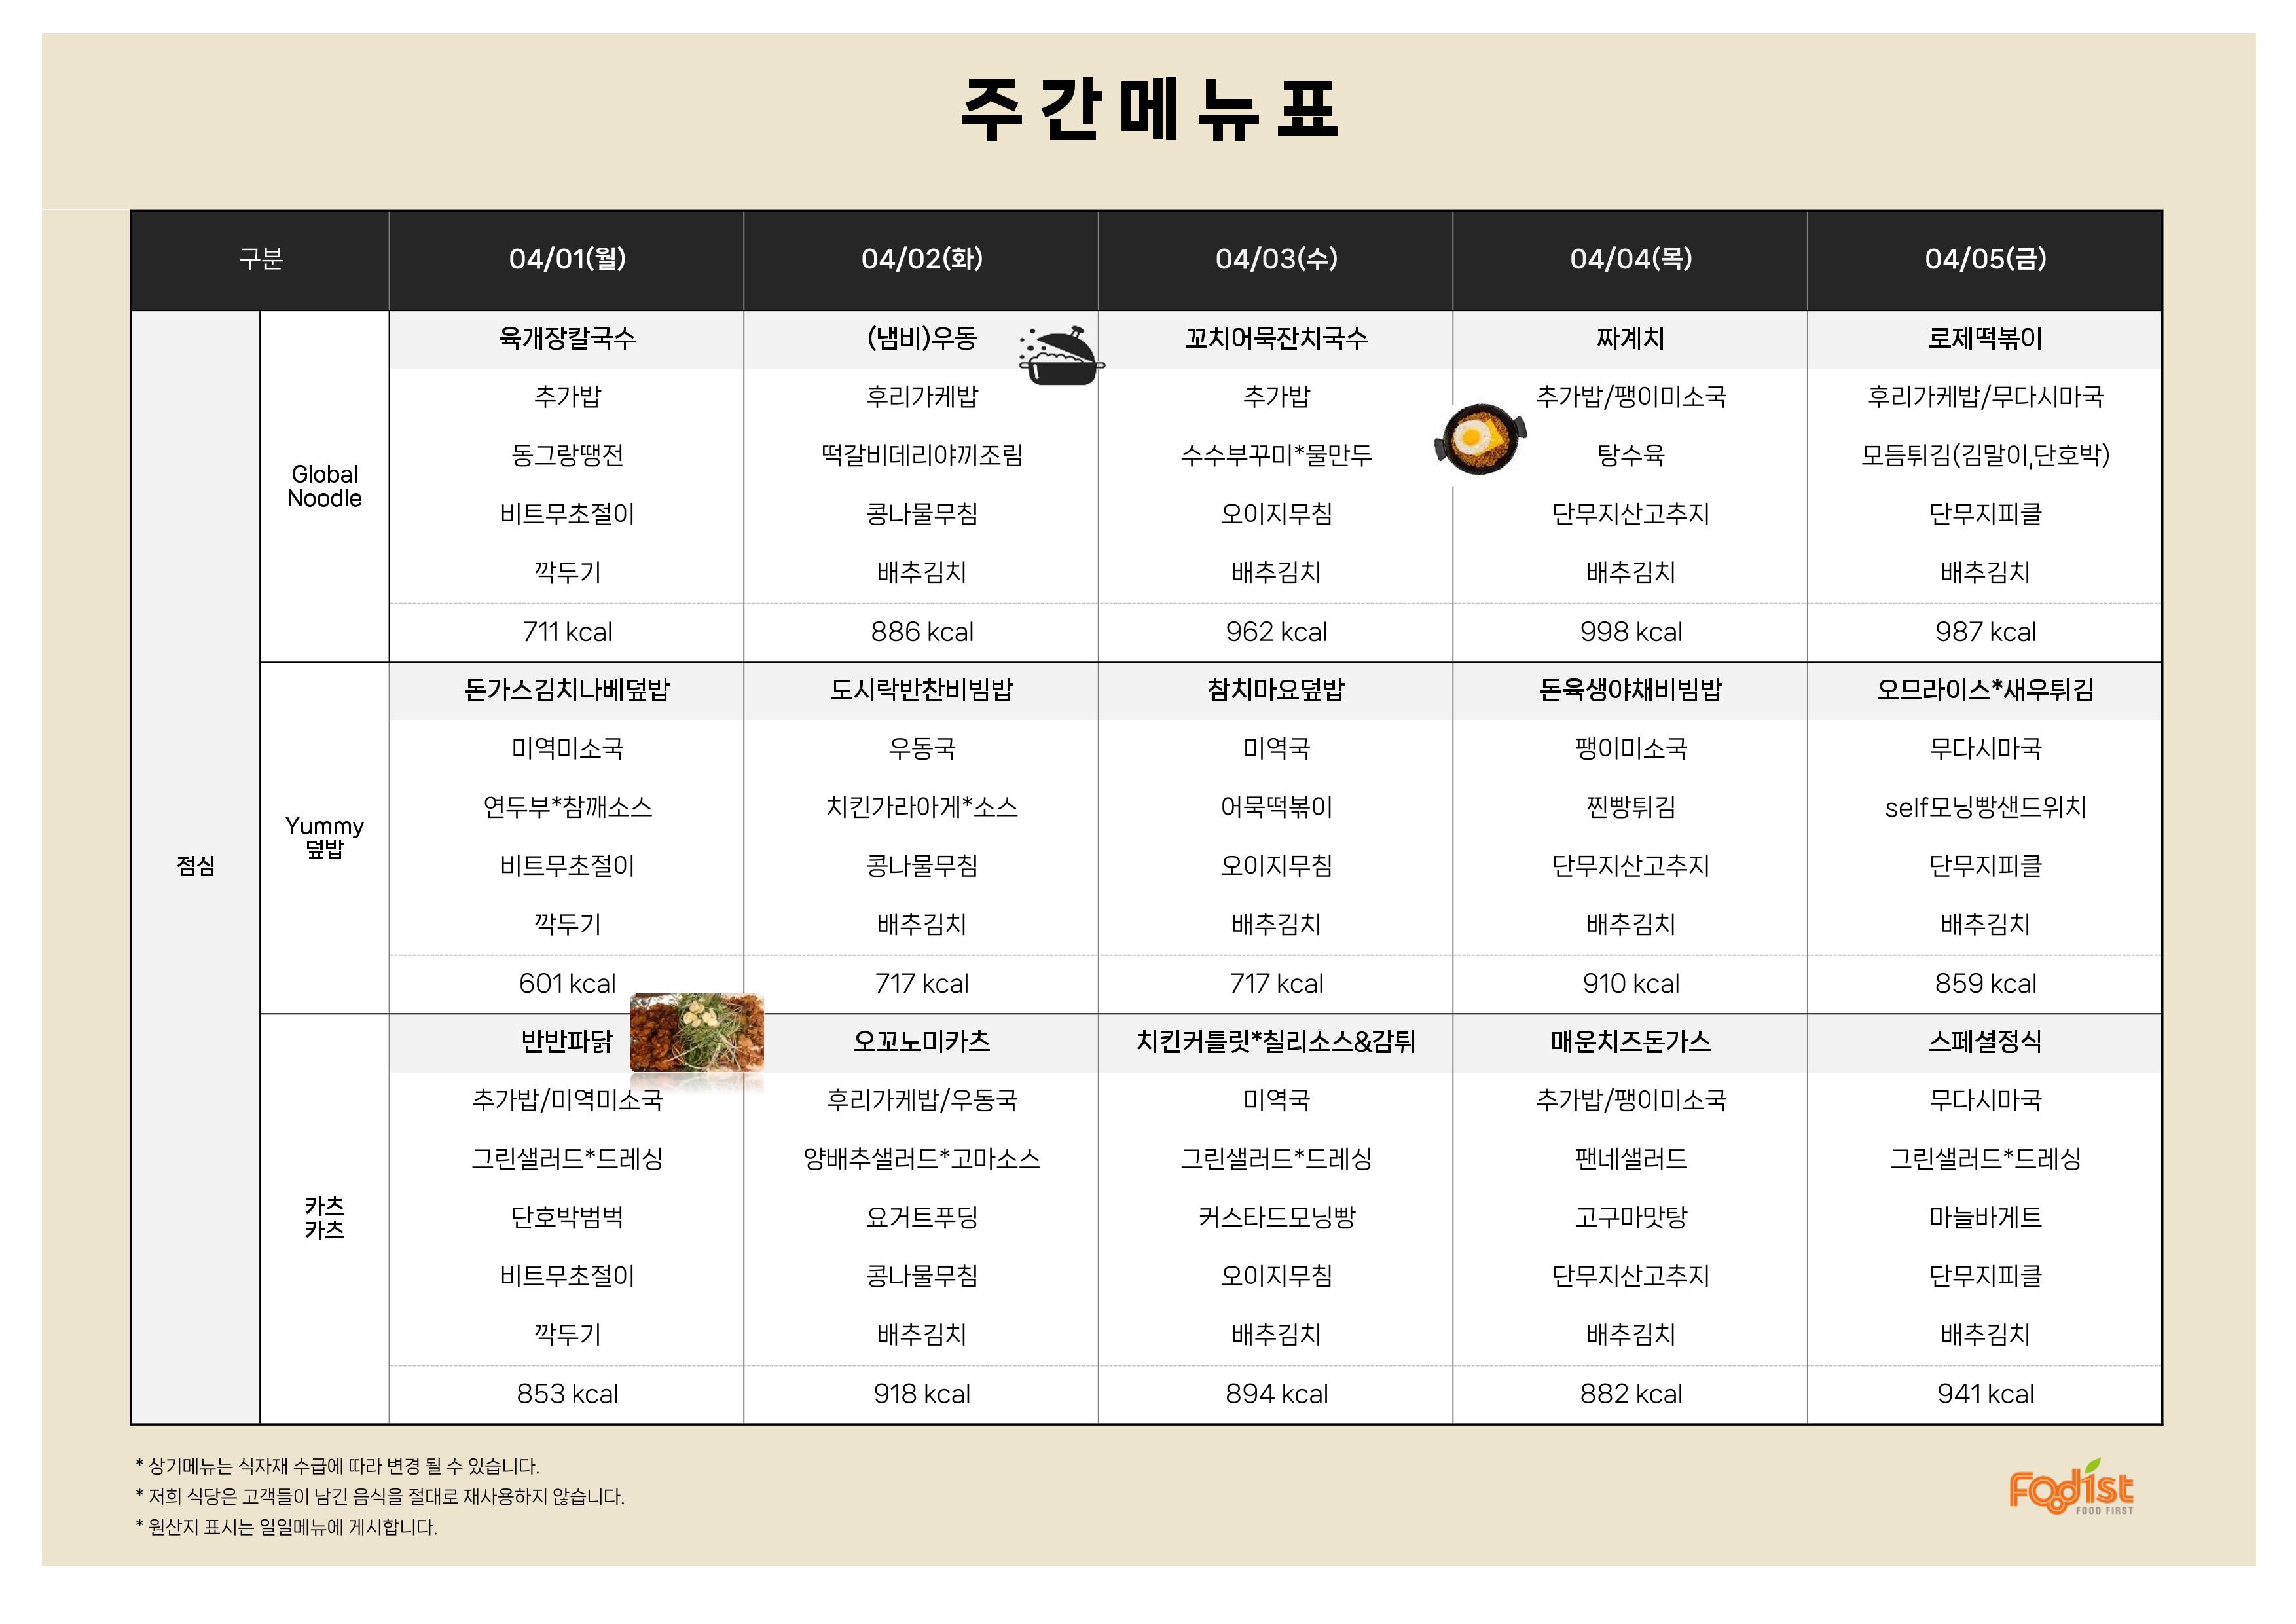 주간메뉴표
구분 04/01(월) 04/02(화) 04/03(수) 04/04(목) 04/05(금)
점심
Global
Noodle
육개장칼국수 (냄비)우동 꼬치어묵잔치국수 짜계치 로제떡볶이
추가밥 후리가케밥 추가밥 추가밥/팽이미소국 후리가케밥/무다시마국
동그랑땡전 떡갈비데리야끼조림 수수부꾸미*물만두 탕수육 모듬튀김(김말이,단호박)
비트무초절이 콩나물무침 오이지무침 단무지산고추지 단무지피클
깍두기 배추김치 배추김치 배추김치 배추김치
711 kcal 886 kcal 962 kcal 998 kcal 987 kcal
Yummy
덮밥
돈가스김치나베덮밥 도시락반찬비빔밥 참치마요덮밥 돈육생야채비빔밥 오므라이스*새우튀김
미역미소국 우동국 미역국 팽이미소국 무다시마국
연두부*참깨소스 치킨가라아게*소스 어묵떡볶이 찐빵튀김 self모닝빵샌드위치
비트무초절이 콩나물무침 오이지무침 단무지산고추지 단무지피클
깍두기 배추김치 배추김치 배추김치 배추김치
601 kcal 717 kcal 717 kcal 910 kcal 859 kcal
카츠
카츠
반반파닭 오꼬노미카츠 치킨커틀릿*칠리소스&감튀 매운치즈돈가스 스페셜정식
추가밥/미역미소국 후리가케밥/우동국 미역국 추가밥/팽이미소국 무다시마국
그린샐러드*드레싱 양배추샐러드*고마소스 그린샐러드*드레싱 팬네샐러드 그린샐러드*드레싱
단호박범벅 요거트푸딩 커스타드모닝빵 고구마맛탕 마늘바게트
비트무초절이 콩나물무침 오이지무침 단무지산고추지 단무지피클
깍두기 배추김치 배추김치 배추김치 배추김치
853 kcal 918 kcal 894 kcal 882 kcal 941 kcal
* 상기메뉴는 식자재 수급에 따라 변경 될 수 있습니다.
* 저희 식당은 고객들이 남긴 음식을 절대로 재사용하지 않습니다.
* 원산지 표시는 일일메뉴에 게시합니다.
Fodist
FOOD FIRST